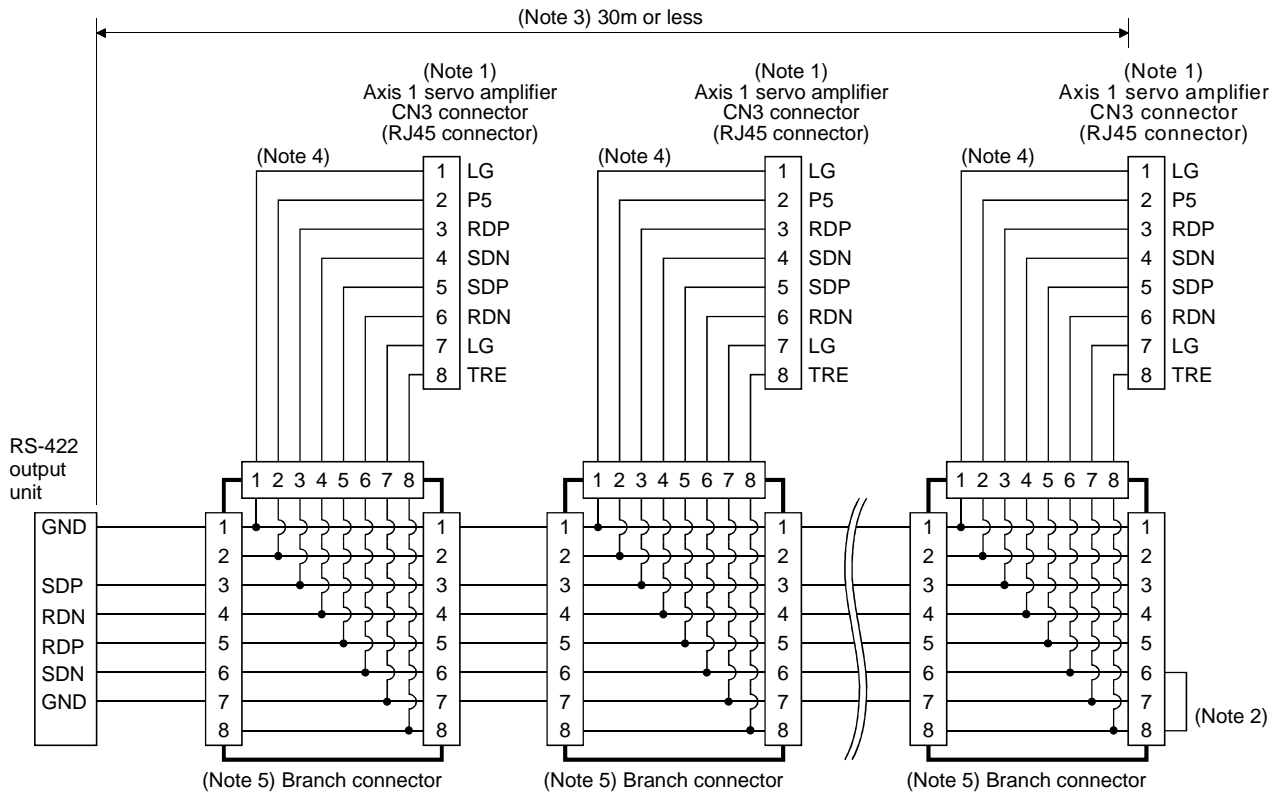 (Note 3) 30m or less
(Note 1)
Axis 1 servo amplifier
CN3 connector
(RJ45 connector)
(Note 1)
Axis 1 servo amplifier
CN3 connector
(RJ45 connector)
(Note 1)
Axis 1 servo amplifier
CN3 connector
(RJ45 connector)
(Note 4) 1 LG (Note 4) 1 LG (Note 4) 1 LG
2 P5 2 P5 2 P5
3 RDP 3 RDP 3 RDP
4 SDN 4 SDN 4 SDN
5 SDP 5 SDP 5 SDP
6 RDN 6 RDN 6 RDN
7 LG 7 LG 7 LG
8 TRE 8 TRE 8 TRE
RS-422
output
unit
1 2 3 4 5 6 7 8 1 2 3 4 5 6 7 8 1 2 3 4 5 6 7 8
GND 1 1 1 1 1 1
2 2 2 2 2 2
SDP 3 3 3 3 3 3
RDN 4 4 4 4 4 4
RDP 5 5 5 5 5 5
SDN 6 6 6 6 6 6
GND 7 7 7 7 7 7
(Note 2)
8 8 8 8 8 8
(Note 5) Branch connector (Note 5) Branch connector (Note 5) Branch connector